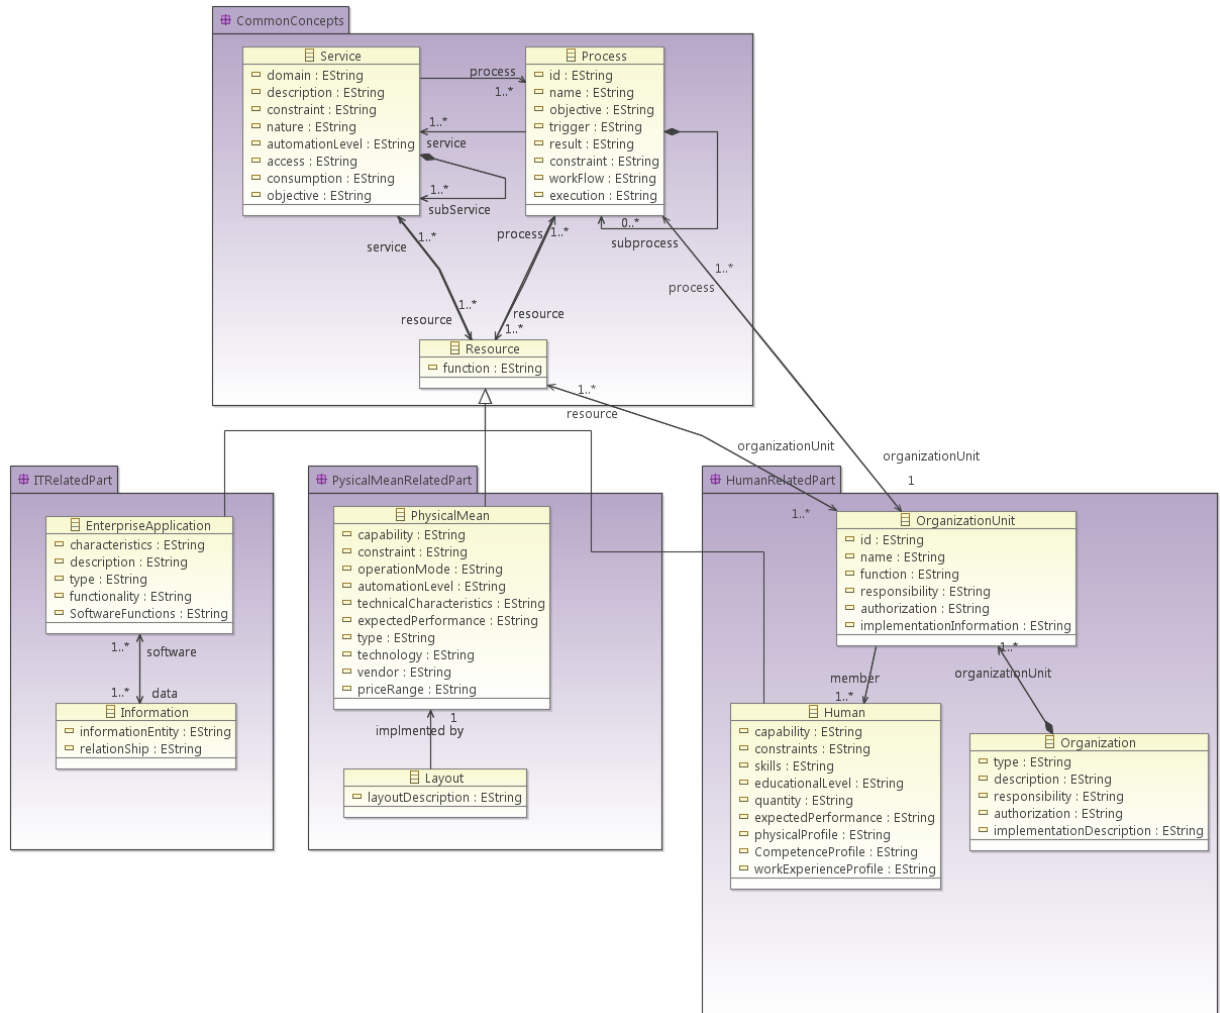 CommonConcepts
Service
domain : EString
description : EString
constraint : EString
nature : EString
automationLevel : EString
access : EString
consumption : EString
objective : EString
process
1..*
1..*
service
1..*
subService
Process
id : EString
name : EString
objective : EString
trigger : EString
result : EString
constraint : EString
workFlow : EString
execution : EString
0..*
subprocess
1..*
service
1..*
resource
process
1..*
resource
1..*
1..*
process
Resource
function : EString
1..*
resource
organizationUnit
1..*
organizationUnit
1
ITRelatedPart
EnterpriseApplication
characteristics : EString
description : EString
type : EString
functionality : EString
SoftwareFunctions : EString
1..*
software
1..*
data
Information
informationEntity : EString
relationShip : EString
PysicalMeanRelatedPart
PhysicalMean
capability : EString
constraint : EString
operationMode : EString
automationLevel : EString
technicalCharacteristics : EString
expectedPerformance : EString
type : EString
technology : EString
vendor : EString
priceRange : EString
1
implmented by
Layout
layoutDescription : EString
HumanRelatedPart
OrganizationUnit
id : EString
name : EString
function : EString
responsibility : EString
authorization : EString
implementationInformation : EString
member
1..*
1..*
organizationUnit
Human
capability : EString
constraints : EString
skills : EString
educationalLevel : EString
quantity : EString
expectedPerformance : EString
physicalProfile : EString
CompetenceProfile : EString
workExperienceProfile : EString
Organization
type : EString
description : EString
responsibility : EString
authorization : EString
implementationDescription : EString